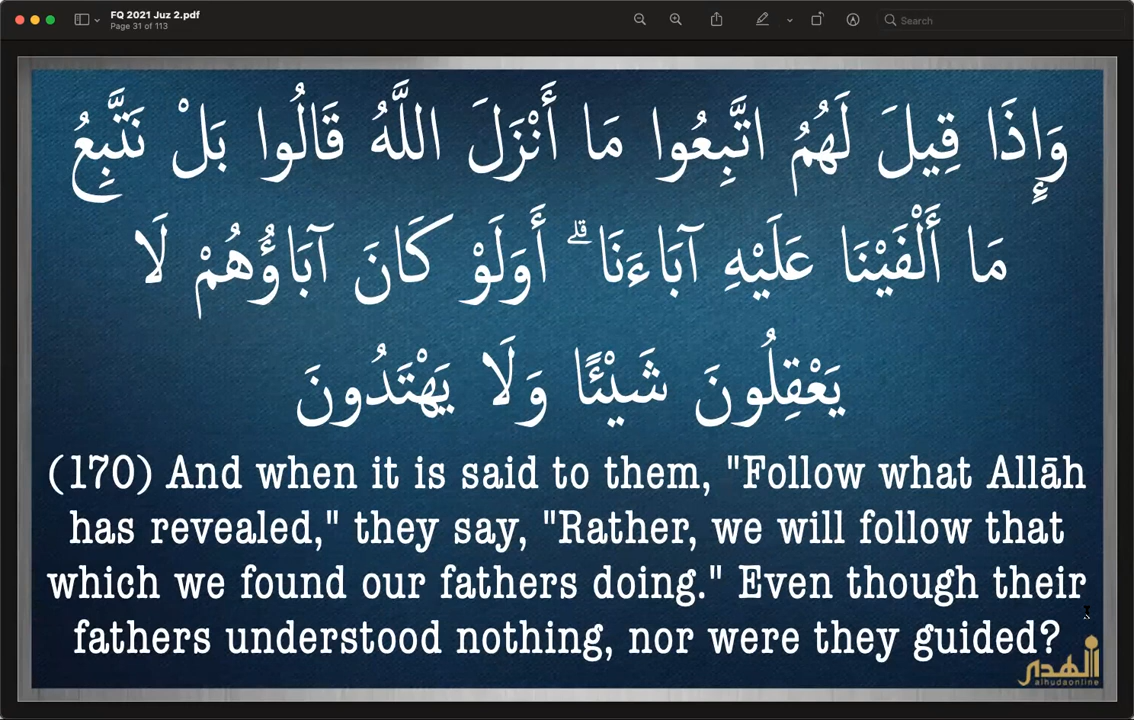 FQ 2021 Juz 2.pdf
Page 31 of 113
Search
وَإِذَا قِيلَ لَهُمُ اتَّبِعُوا مَا أَنْزَلَ اللَّهُ قَالُوا بَلْ نَتَّبِعُ
مَا أَلْفَيْنَا عَلَيْهِ آبَاءَنَا ۗ أَوَلَوْ كَانَ آبَاؤُهُمْ لَا
يَعْقِلُونَ شَيْئًا وَلَا يَهْتَدُونَ
(170) And when it is said to them, "Follow what Allāh
has revealed," they say, "Rather, we will follow that
which we found our fathers doing." Even though their
fathers understood nothing, nor were they guided?
الهدى
alhudaonline